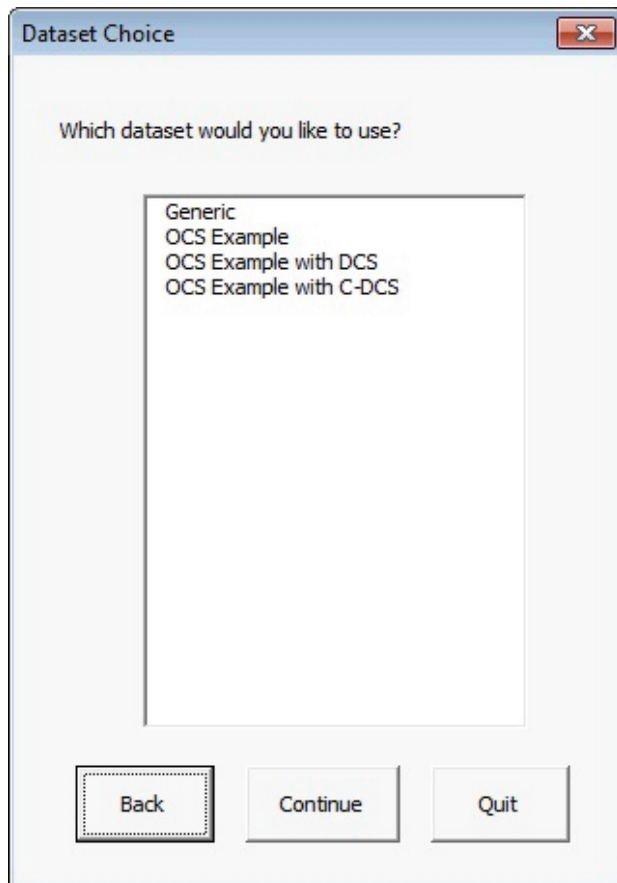 Dataset Choice
Which dataset would you like to use?
Generic
OCS Example
OCS Example with DCS
OCS Example with C-DCS
Back Continue Quit